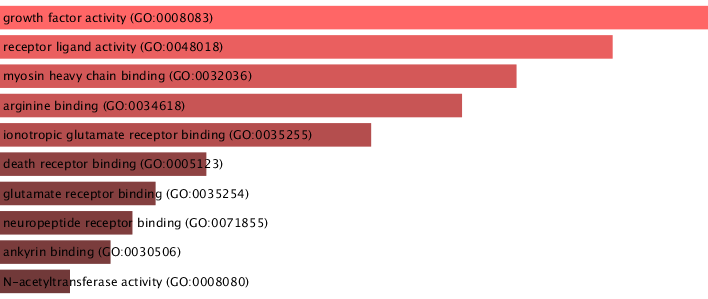 growth factor activity (GO:0008083)
receptor ligand activity (GO:0048018)
myosin heavy chain binding (GO:0032036)
arginine binding (GO:0034618)
ionotropic glutamate receptor binding (GO:0035255)
death receptor binding (GO:0005123)
glutamate receptor binding (GO:0035254)
neuropeptide receptor binding (GO:0071855)
ankyrin binding (GO:0030506)
N-acetyltransferase activity (GO:0008080)